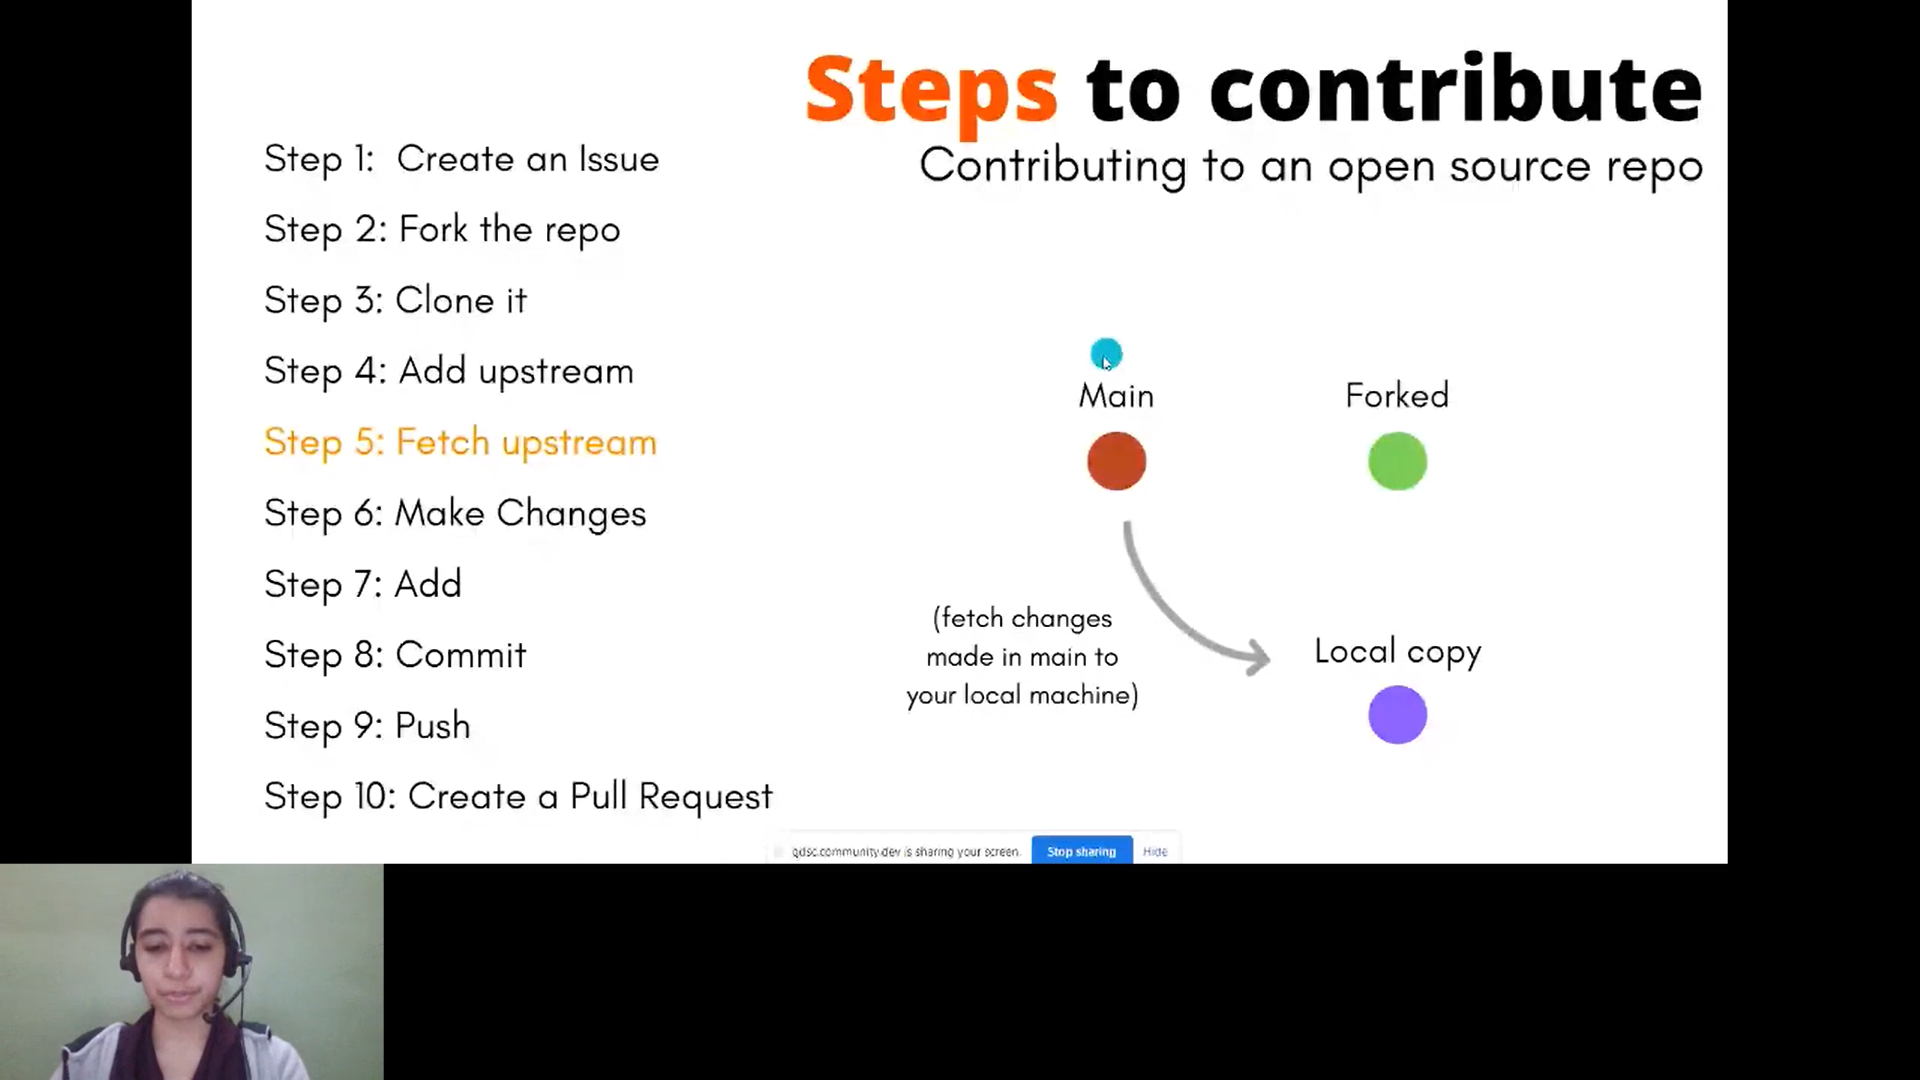 Steps to contribute
Contributing to an open source repo
Step 1: Create an Issue
Step 2: Fork the repo
Step 3: Clone it
Step 4: Add upstream
Step 5: Fetch upstream
Step 6: Make Changes
Step 7: Add
Step 8: Commit
Step 9: Push
Step 10: Create a Pull Request
Main
Forked
(fetch changes
made in main to
your local machine)
Local copy
gdsc.community.dev is sharing your screen.
Stop sharing
Hide